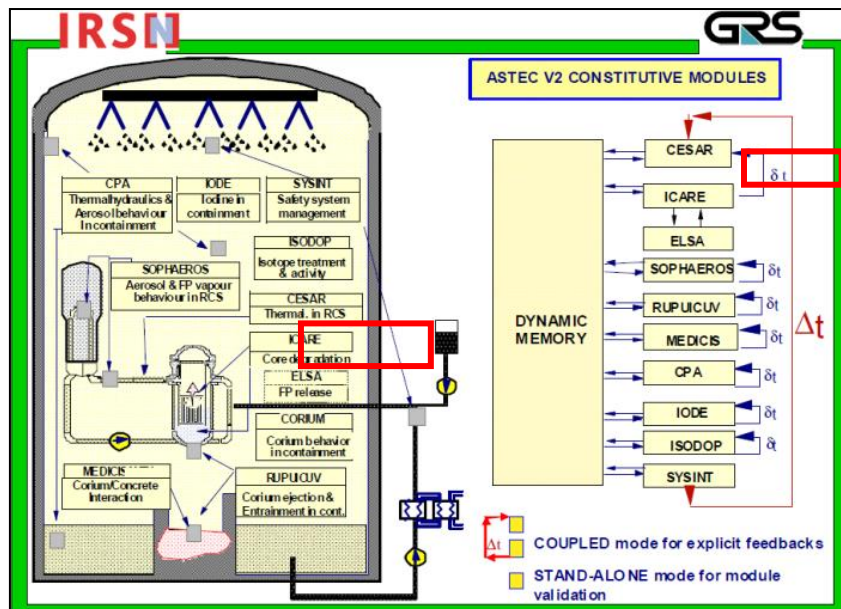 IRS[N]
GRS
ASTEC V2 CONSTITUTIVE MODULES
CPA
Thermalhydraulics &
Aerosol behaviour
In containment
IODE
Iodine in
containment
SYSINT
Safety system
management
ISODOP
Isotope treatment
& activity
SOPHAEROS
Aerosol & FP vapour
behaviour in RCS
CESAR
Thermal. in RCS
ICARE
Core degradation
ELSA
FP release
CORIUM
Corium behavior
in containment
MEDICIS
Corium/Concrete
Interaction
RUPUICUV
Corium ejection &
Entrainment in cont.
DYNAMIC
MEMORY
CESAR
δt
ICARE
ELSA
SOPHAEROS
δt
RUPUICUV
δt
MEDICIS
δt
CPA
δt
IODE
δt
ISODOP
δt
SYSINT
Δt
Δt
COUPLED mode for explicit feedbacks
STAND-ALONE mode for module
validation